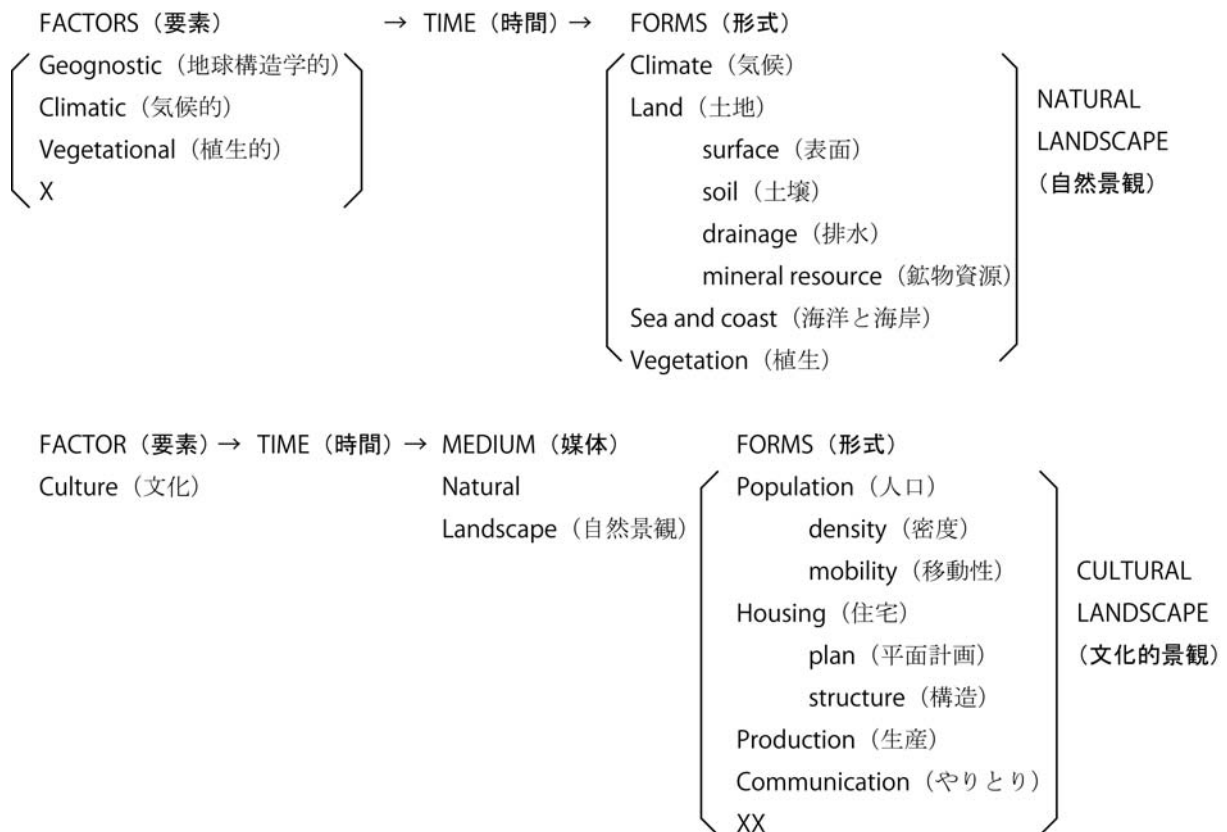 FACTORS（要素） → TIME（時間）→ FORMS（形式）
Geognostic（地球構造学的）
Climatic（気候的）
Vegetational（植生的）
X
Climate（気候）
Land（土地）
surface（表面）
soil（土壌）
drainage（排水）
mineral resource（鉱物資源）
Sea and coast（海洋と海岸）
Vegetation（植生）
NATURAL
LANDSCAPE
（自然景観）
FACTOR（要素）→ TIME（時間）→ MEDIUM（媒体） FORMS（形式）
Culture（文化）
Natural
Landscape（自然景観）
Population（人口）
density（密度）
mobility（移動性）
Housing（住宅）
plan（平面計画）
structure（構造）
Production（生産）
Communication（やりとり）
XX
CULTURAL
LANDSCAPE
（文化的景観）